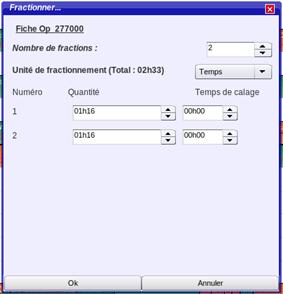 Fractionner...
Fiche Op 277000
Nombre de fractions : 2
Unité de fractionnement (Total : 02h33) Temps
Numéro Quantité Temps de calage
1 01h16 00h00
2 01h16 00h00
Ok Annuler